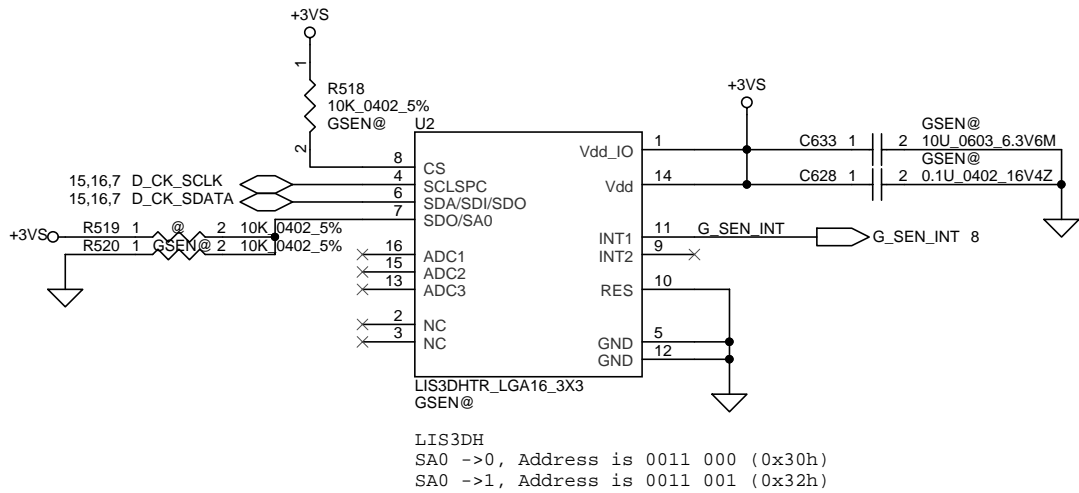 +3VS
1
R518
10K_0402_5%
GSEN@
2
U2
+3VS
8 CS
4 SCLSPC
6 SDA/SDI/SDO
7 SDO/SA0
15,16,7 D_CK_SCLK
15,16,7 D_CK_SDATA
+3VS R519 1 @ 2 10K_0402_5%
R520 1 GSEN@ 2 10K_0402_5%
16 ADC1
15 ADC2
13 ADC3
2 NC
3 NC
Vdd_IO 1
Vdd 14
C633 1 2 GSEN@
10U_0603_6.3V6M
C628 1 2 GSEN@
0.1U_0402_16V4Z
INT1 11 G_SEN_INT G_SEN_INT 8
INT2 9
RES 10
GND 5
GND 12
LIS3DHTR_LGA16_3X3
GSEN@
LIS3DH
SA0 ->0, Address is 0011 000 (0x30h)
SA0 ->1, Address is 0011 001 (0x32h)